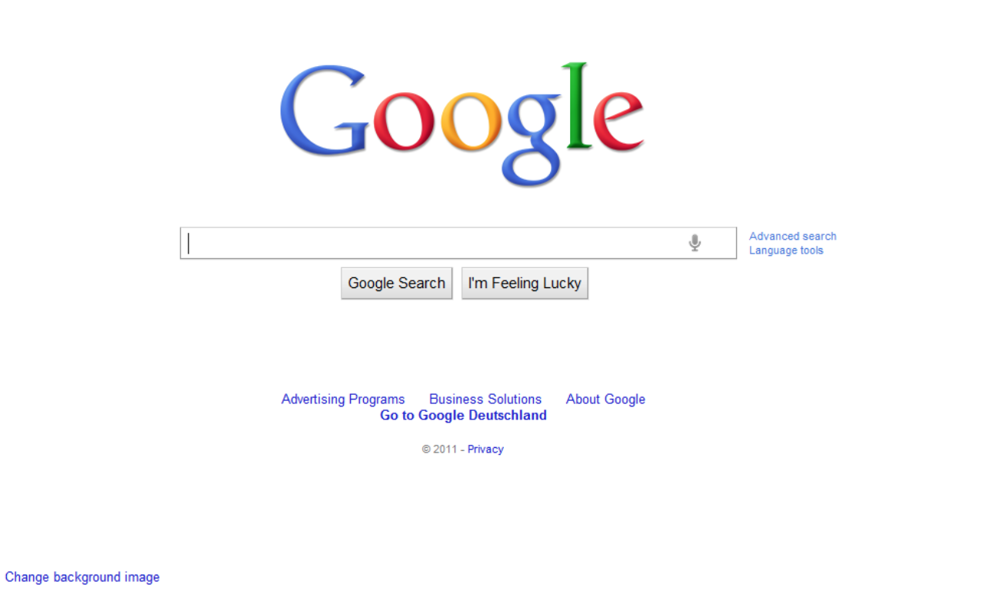 Google
Advanced search
Language tools
Google Search I'm Feeling Lucky
Advertising Programs Business Solutions About Google
Go to Google Deutschland
© 2011 - Privacy
Change background image